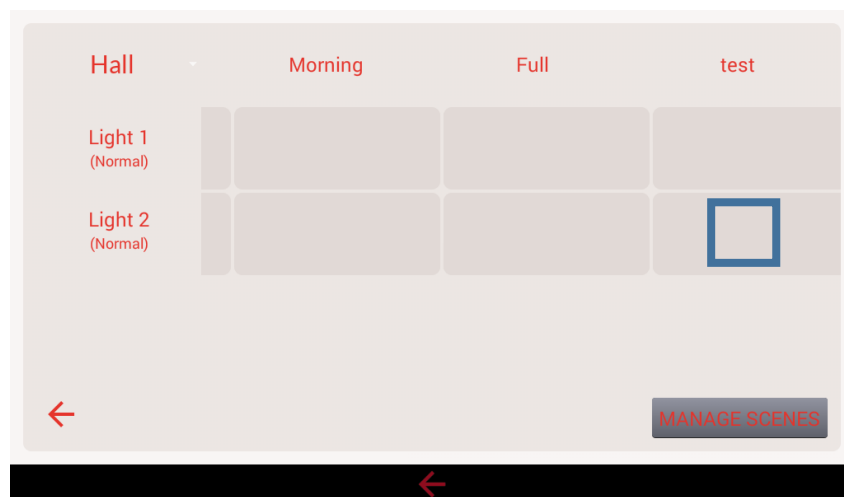 Hall Morning Full test
Light 1
(Normal)
Light 2
(Normal)
MANAGE SCENES